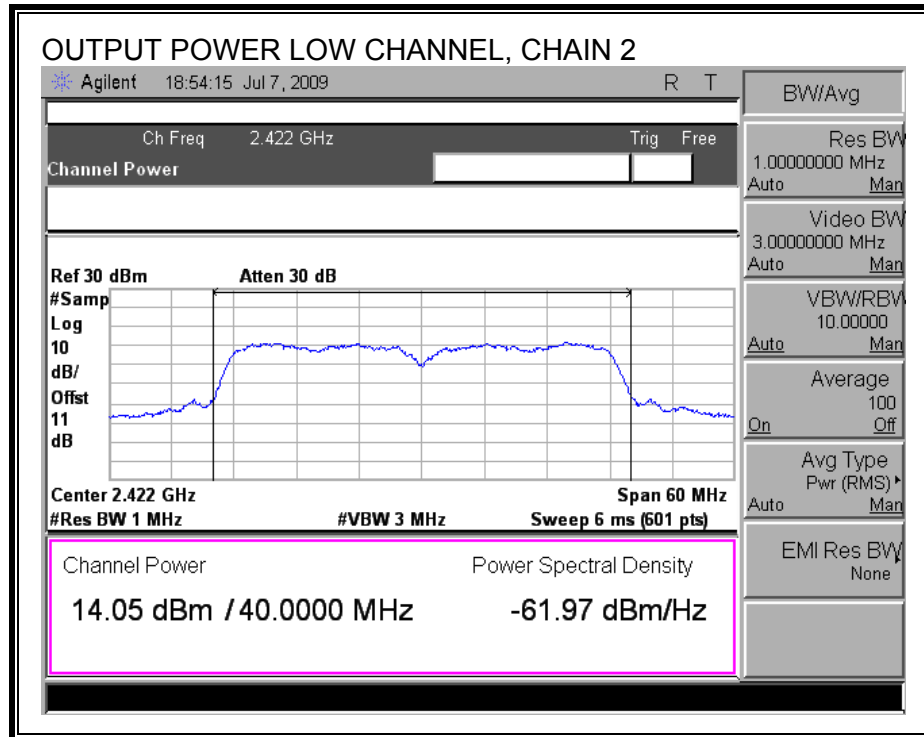 OUTPUT POWER LOW CHANNEL, CHAIN 2
Agilent 18:54:15 Jul 7, 2009 R T
Ch Freq 2.422 GHz Trig Free
Channel Power
Ref 30 dBm Atten 30 dB
#Samp
Log
10
dB/
Offst
11
dB
Center 2.422 GHz Span 60 MHz
#Res BW 1 MHz #VBW 3 MHz Sweep 6 ms (601 pts)
Channel Power Power Spectral Density
14.05 dBm / 40.0000 MHz -61.97 dBm/Hz
BW/Avg
Res BW
1.00000000 MHz
Auto Man
Video BW
3.00000000 MHz
Auto Man
VBW/RBW
10.00000
Auto Man
Average
100
On Off
Avg Type
Pwr (RMS)
Auto Man
EMI Res BW
None